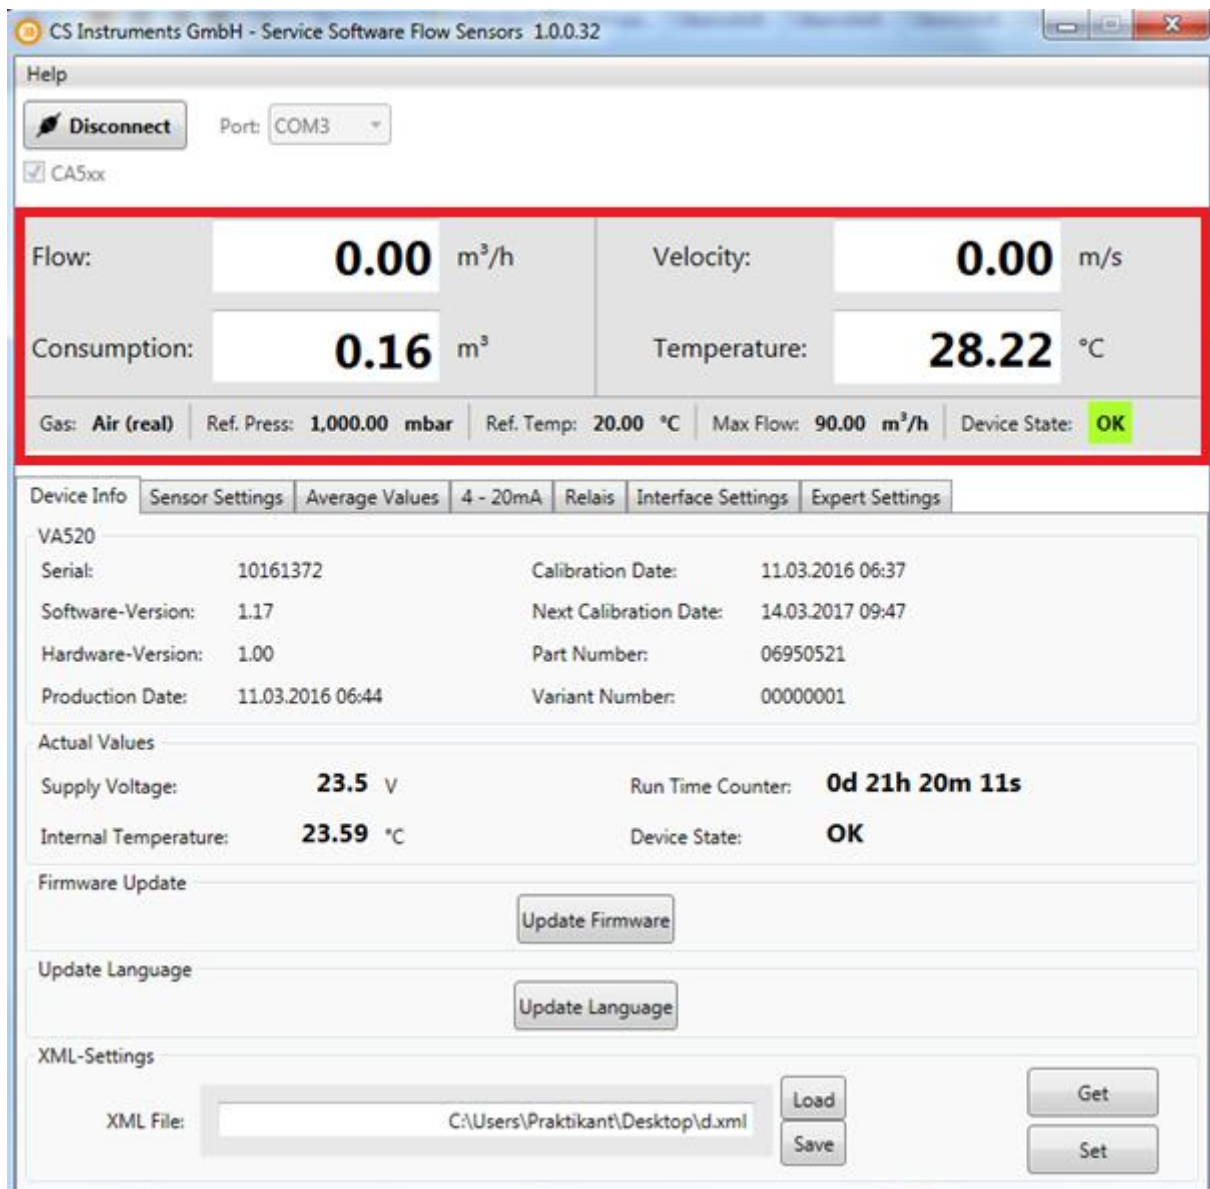 CS Instruments GmbH - Service Software Flow Sensors 1.0.0.32
Help
Disconnect Port: COM3
CA5xx
Flow: 0.00 m³/h Velocity: 0.00 m/s
Consumption: 0.16 m³ Temperature: 28.22 °C
Gas: Air (real) Ref. Press: 1,000.00 mbar Ref. Temp: 20.00 °C Max Flow: 90.00 m³/h Device State: OK
Device Info Sensor Settings Average Values 4 - 20mA Relais Interface Settings Expert Settings
VA520
Serial: 10161372 Calibration Date: 11.03.2016 06:37
Software-Version: 1.17 Next Calibration Date: 14.03.2017 09:47
Hardware-Version: 1.00 Part Number: 06950521
Production Date: 11.03.2016 06:44 Variant Number: 00000001
Actual Values
Supply Voltage: 23.5 V Run Time Counter: 0d 21h 20m 11s
Internal Temperature: 23.59 °C Device State: OK
Firmware Update
Update Firmware
Update Language
Update Language
XML-Settings
XML File: C:\Users\Praktikant\Desktop\d.xml Load Get
Save Set